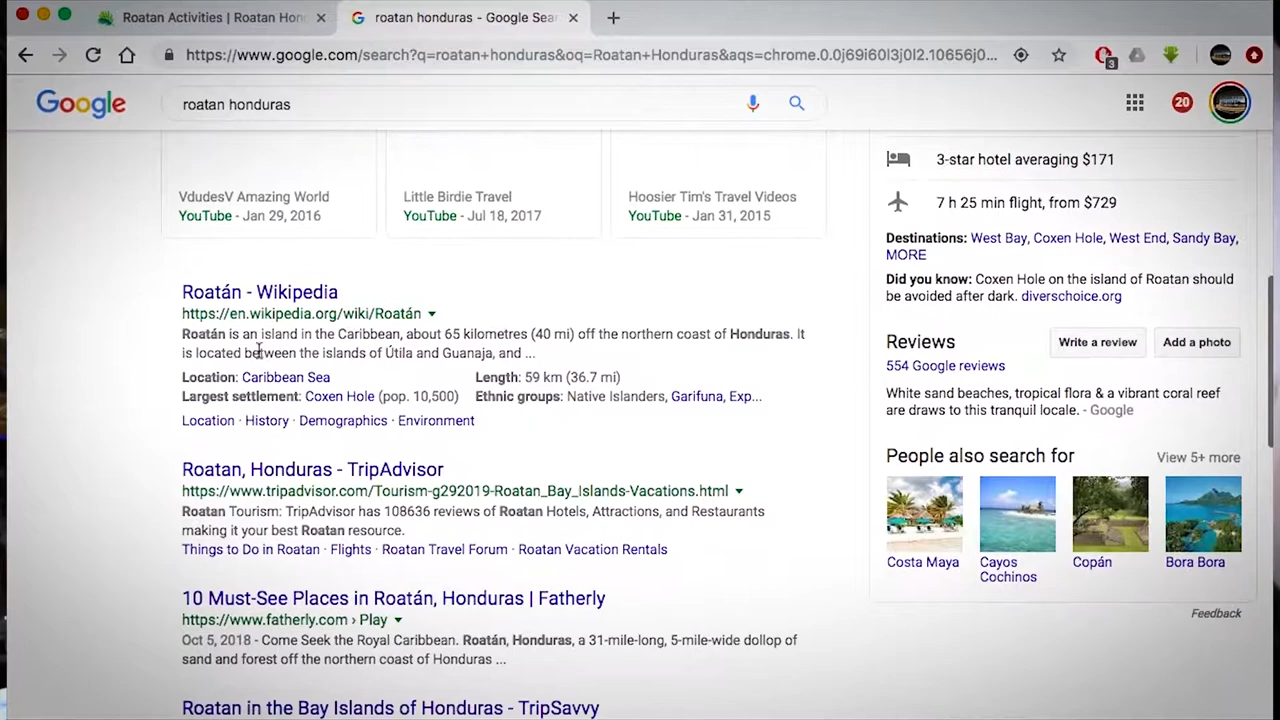 Roatan Activities | Roatan Hon
roatan honduras - Google Sear
https://www.google.com/search?q=roatan+honduras&oq=Roatan+Honduras&aqs=chrome.0.0j69i60l3j0l2.10656j0...
3
Google
roatan honduras
20
VdudesV Amazing World
YouTube - Jan 29, 2016
Little Birdie Travel
YouTube - Jul 18, 2017
Hoosier Tim's Travel Videos
YouTube - Jan 31, 2015
Roatán - Wikipedia
https://en.wikipedia.org/wiki/Roatán
Roatán is an island in the Caribbean, about 65 kilometres (40 mi) off the northern coast of Honduras. It
is located between the islands of Útila and Guanaja, and ...
Location: Caribbean Sea
Length: 59 km (36.7 mi)
Largest settlement: Coxen Hole (pop. 10,500)
Ethnic groups: Native Islanders, Garifuna, Exp...
Location · History · Demographics · Environment
Roatan, Honduras - TripAdvisor
https://www.tripadvisor.com/Tourism-g292019-Roatan_Bay_Islands-Vacations.html
Roatan Tourism: TripAdvisor has 108636 reviews of Roatan Hotels, Attractions, and Restaurants
making it your best Roatan resource.
Things to Do in Roatan · Flights · Roatan Travel Forum · Roatan Vacation Rentals
10 Must-See Places in Roatán, Honduras | Fatherly
https://www.fatherly.com › Play
Oct 5, 2018 - Come Seek the Royal Caribbean. Roatán, Honduras, a 31-mile-long, 5-mile-wide dollop of
sand and forest off the northern coast of Honduras ...
Roatan in the Bay Islands of Honduras - TripSavvy
3-star hotel averaging $171
7 h 25 min flight, from $729
Destinations: West Bay, Coxen Hole, West End, Sandy Bay,
MORE
Did you know: Coxen Hole on the island of Roatan should
be avoided after dark. diverschoice.org
Reviews
Write a review
Add a photo
554 Google reviews
White sand beaches, tropical flora & a vibrant coral reef
are draws to this tranquil locale. - Google
People also search for
View 5+ more
Costa Maya
Cayos
Cochinos
Copán
Bora Bora
Feedback